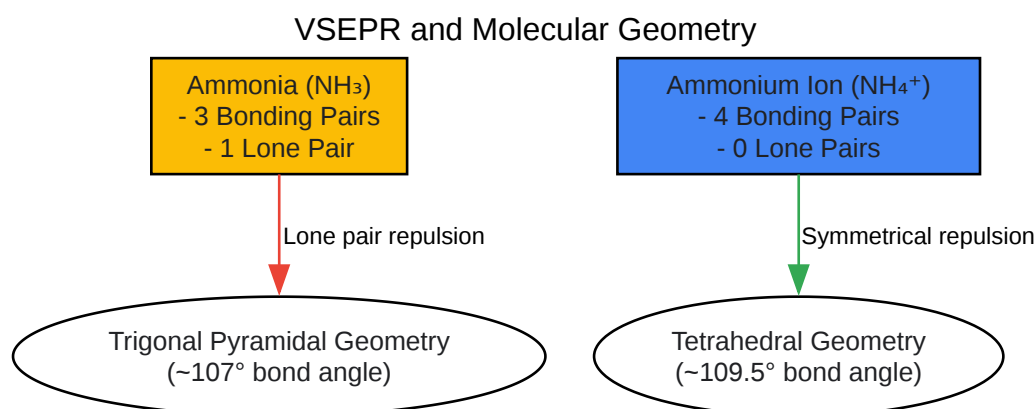 VSEPR and Molecular Geometry
Ammonia (NH₃)
- 3 Bonding Pairs
- 1 Lone Pair
Ammonium Ion (NH₄⁺)
- 4 Bonding Pairs
- 0 Lone Pairs
Lone pair repulsion
Symmetrical repulsion
Trigonal Pyramidal Geometry
(~107° bond angle)
Tetrahedral Geometry
(~109.5° bond angle)